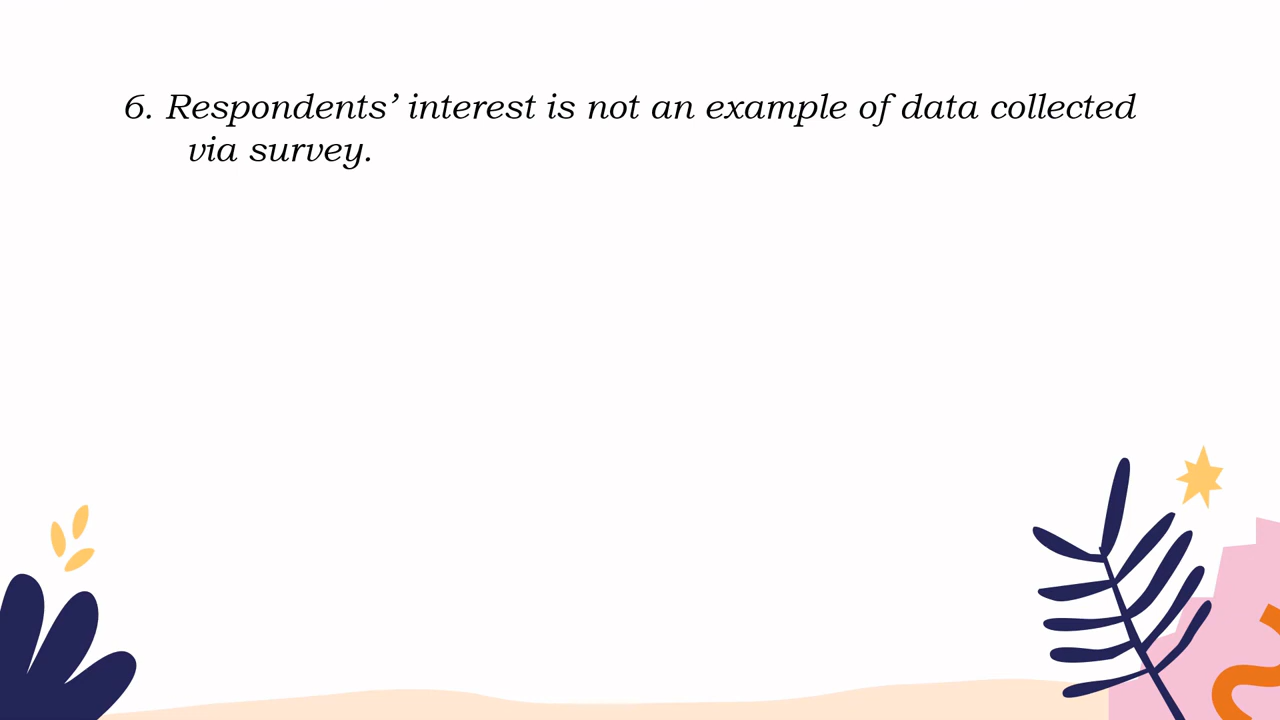 6. Respondents’ interest is not an example of data collected
via survey.